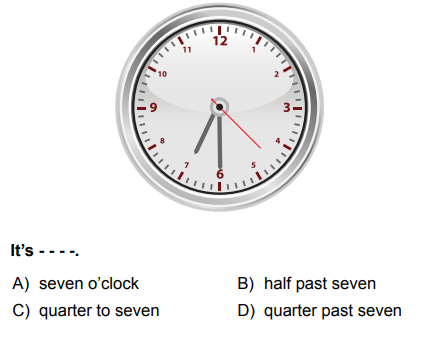 12
11 1
10 2
9 3
8 4
7 5
6
It's - - - -.
A) seven o'clock B) half past seven
C) quarter to seven D) quarter past seven